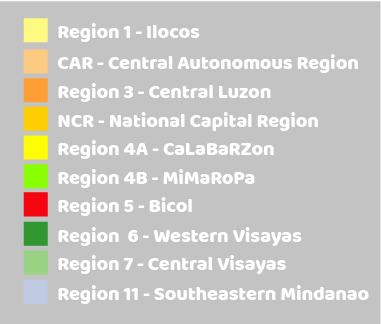 Region 1 - Ilocos
CAR - Central Autonomous Region
Region 3 - Central Luzon
NCR - National Capital Region
Region 4A - CaLaBaRZon
Region 4B - MiMaRoPa
Region 5 - Bicol
Region  6 - Western Visayas
Region 7 - Central Visayas
Region 11 - Southeastern Mindanao